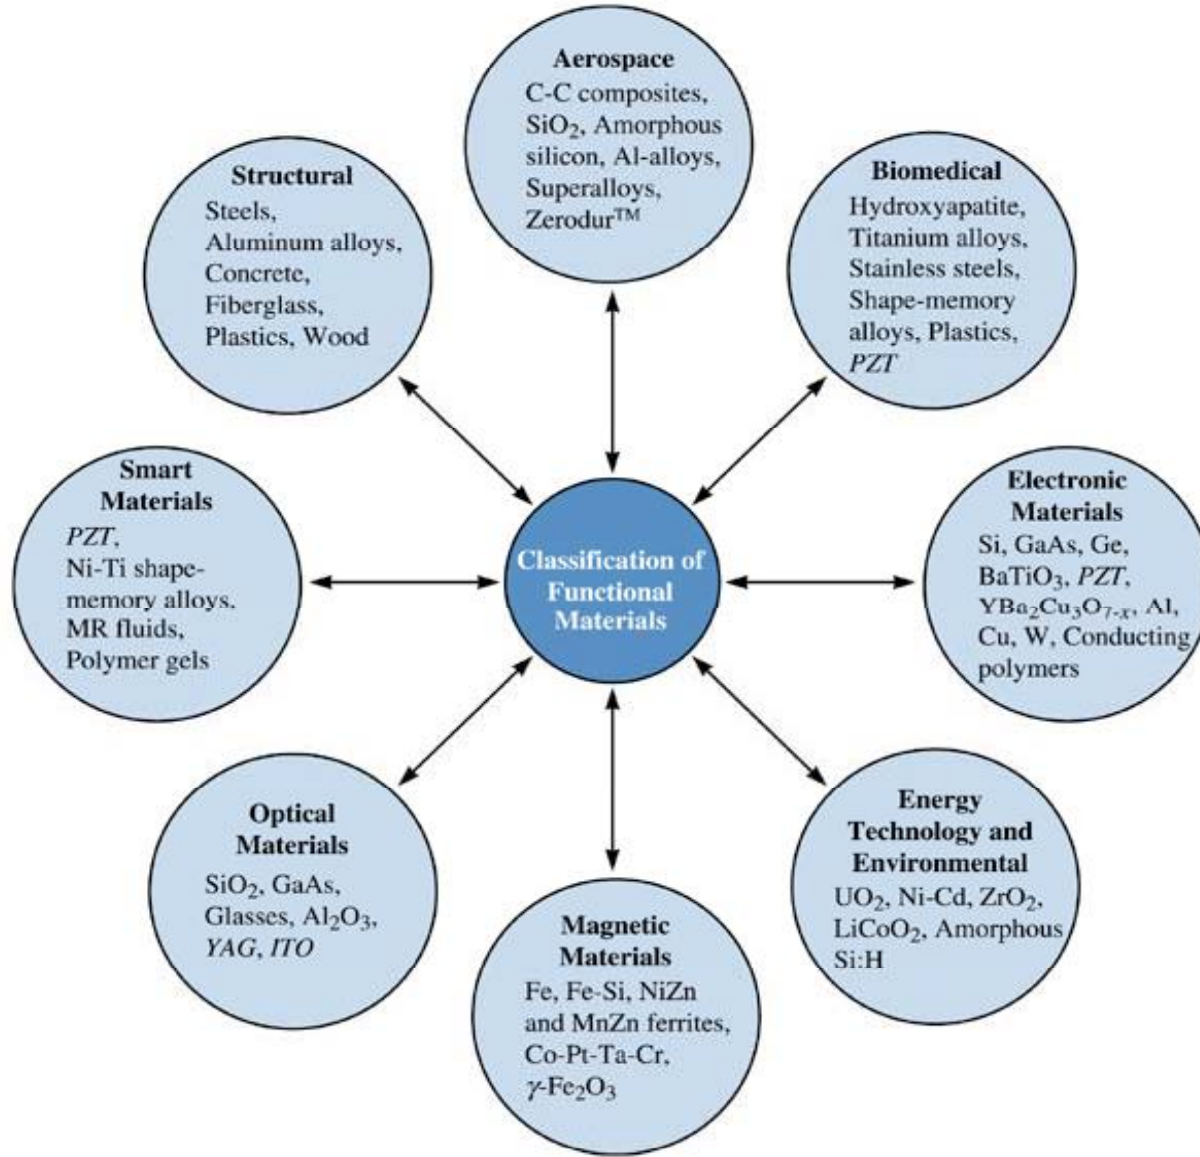 Aerospace
C-C composites,
SiO₂, Amorphous
silicon, Al-alloys,
Superalloys,
Zerodur™
Structural
Steels,
Aluminum alloys,
Concrete,
Fiberglass,
Plastics, Wood
Biomedical
Hydroxyapatite,
Titanium alloys,
Stainless steels,
Shape-memory
alloys, Plastics,
PZT
Smart
Materials
PZT,
Ni-Ti shape-
memory alloys,
MR fluids,
Polymer gels
Classification of
Functional
Materials
Electronic
Materials
Si, GaAs, Ge,
BaTiO₃, PZT,
YBa₂Cu₃O₇₋ₓ, Al,
Cu, W, Conducting
polymers
Optical
Materials
SiO₂, GaAs,
Glasses, Al₂O₃,
YAG, ITO
Magnetic
Materials
Fe, Fe-Si, NiZn
and MnZn ferrites,
Co-Pt-Ta-Cr,
γ-Fe₂O₃
Energy
Technology and
Environmental
UO₂, Ni-Cd, ZrO₂,
LiCoO₂, Amorphous
Si:H